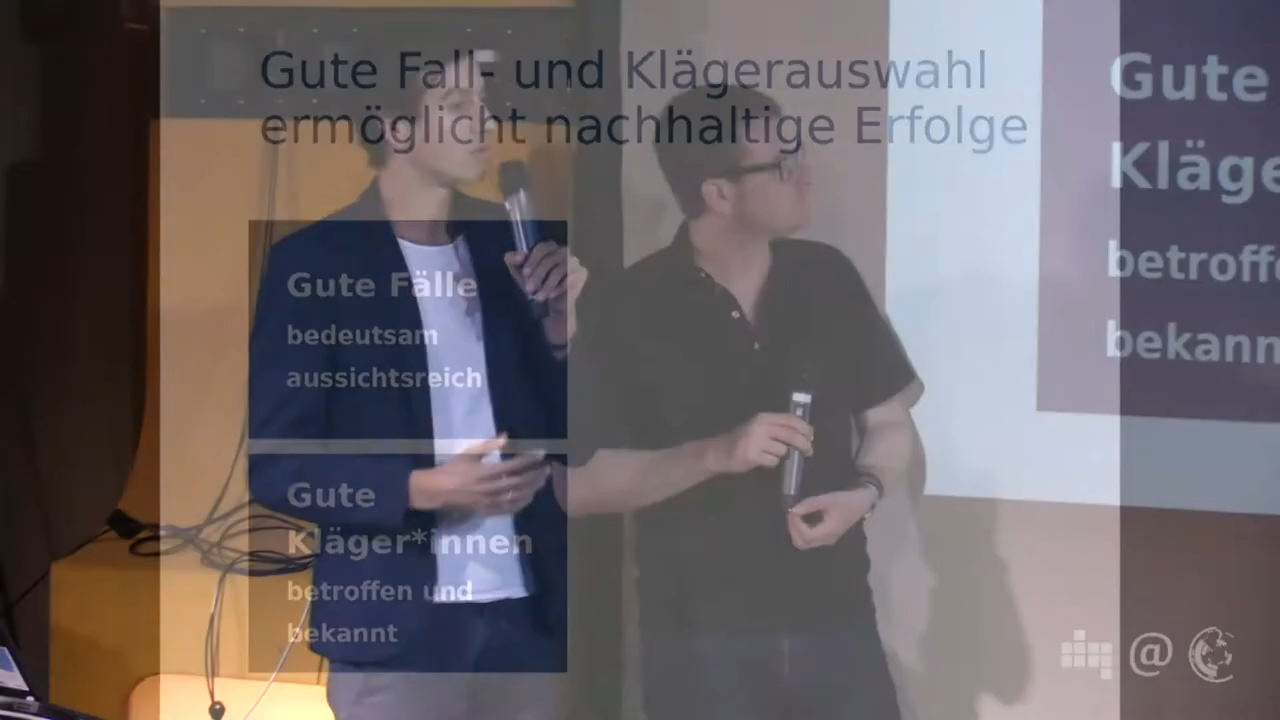 Gute Fall- und Klägerauswahl
ermöglicht nachhaltige Erfolge
Gute Fälle
bedeutsam
aussichtsreich
Gute
Kläger*innen
betroffen und
bekannt
Gute
Kläge
betroffe
bekann
@